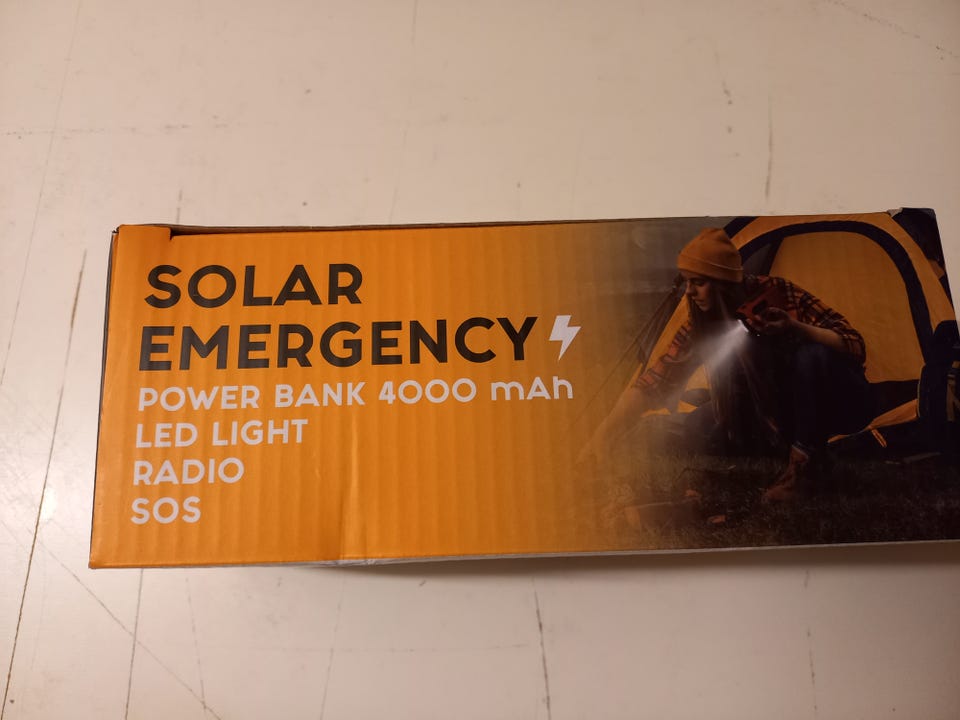 SOLAR
EMERGENCY
POWER BANK 4000 mAh
LED LIGHT
RADIO
SOS